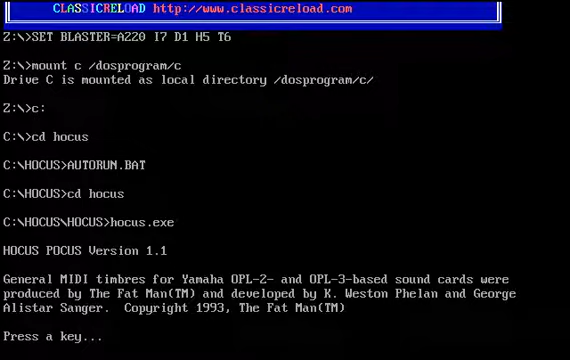 CLASSICRELOAD http://www.classicreload.com
Z:\>SET BLASTER=A220 I7 D1 H5 T6
Z:\>mount c /dosprogram/c
Drive C is mounted as local directory /dosprogram/c/
Z:\>c:
C:\>cd hocus
C:\HOCUS>AUTORUN.BAT
C:\HOCUS>cd hocus
C:\HOCUS\HOCUS>hocus.exe
HOCUS POCUS Version 1.1
General MIDI timbres for Yamaha OPL-2- and OPL-3-based sound cards were
produced by The Fat Man(TM) and developed by K. Weston Phelan and George
Alistar Sanger.  Copyright 1993, The Fat Man(TM)
Press a key...